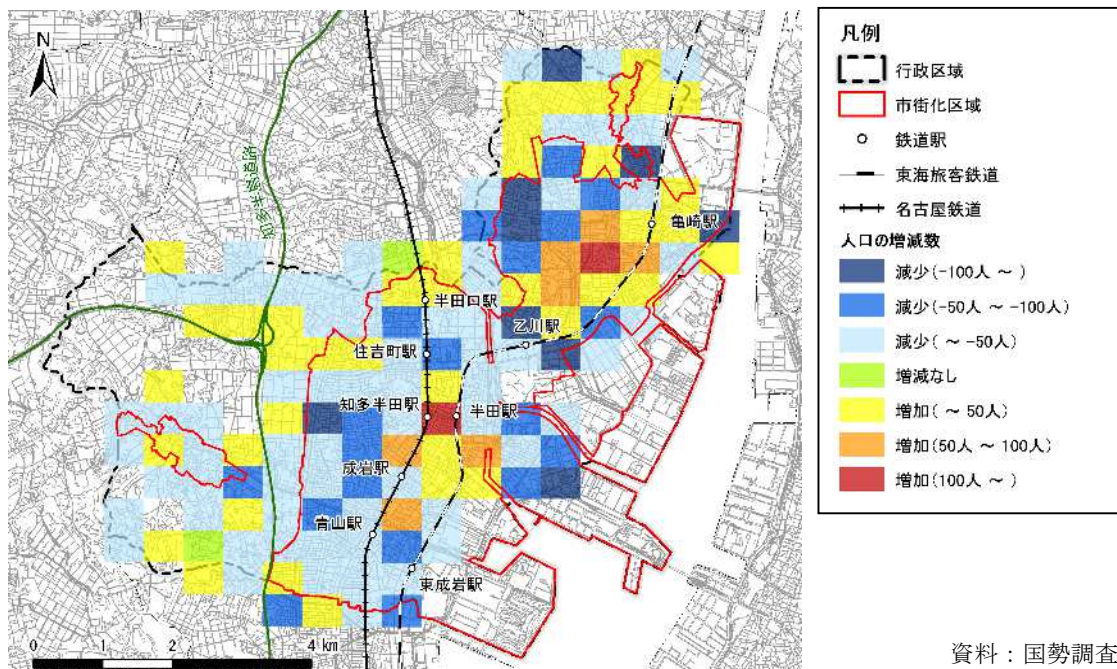 N
知多半島道路
亀崎駅
半田口駅
乙川駅
住吉町駅
知多半田駅
半田駅
成岩駅
青山駅
東成岩駅
0 1 2 4 km
凡例
行政区域
市街化区域
鉄道駅
東海旅客鉄道
名古屋鉄道
人口の増減数
減少(-100人 ~ )
減少(-50人 ~ -100人)
減少( ~ -50人)
増減なし
増加( ~ 50人)
増加(50人 ~ 100人)
増加(100人 ~ )
資料:国勢調査